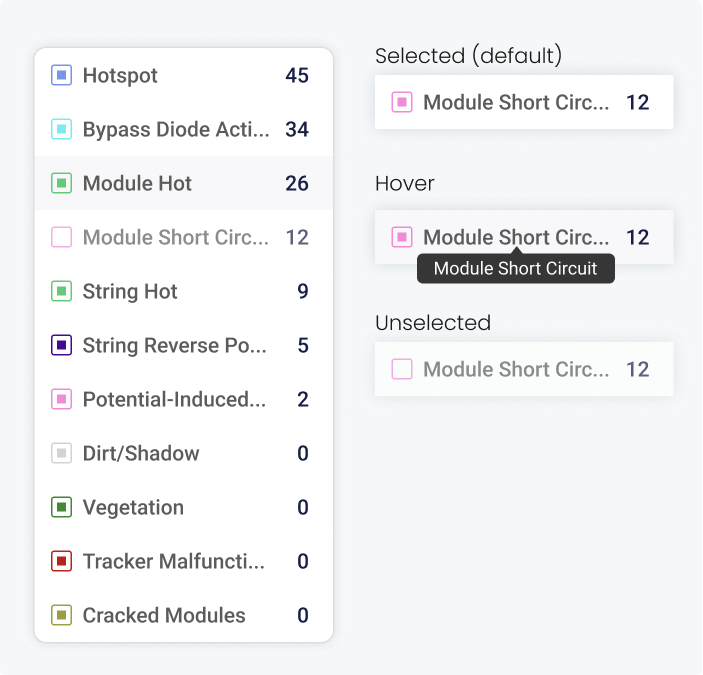 Hotspot 45
Bypass Diode Acti... 34
Module Hot 26
Module Short Circ... 12
String Hot 9
String Reverse Po... 5
Potential-Induced... 2
Dirt/Shadow 0
Vegetation 0
Tracker Malfuncti... 0
Cracked Modules 0
Selected (default)
Module Short Circ... 12
Hover
Module Short Circ... 12
Module Short Circuit
Unselected
Module Short Circ... 12